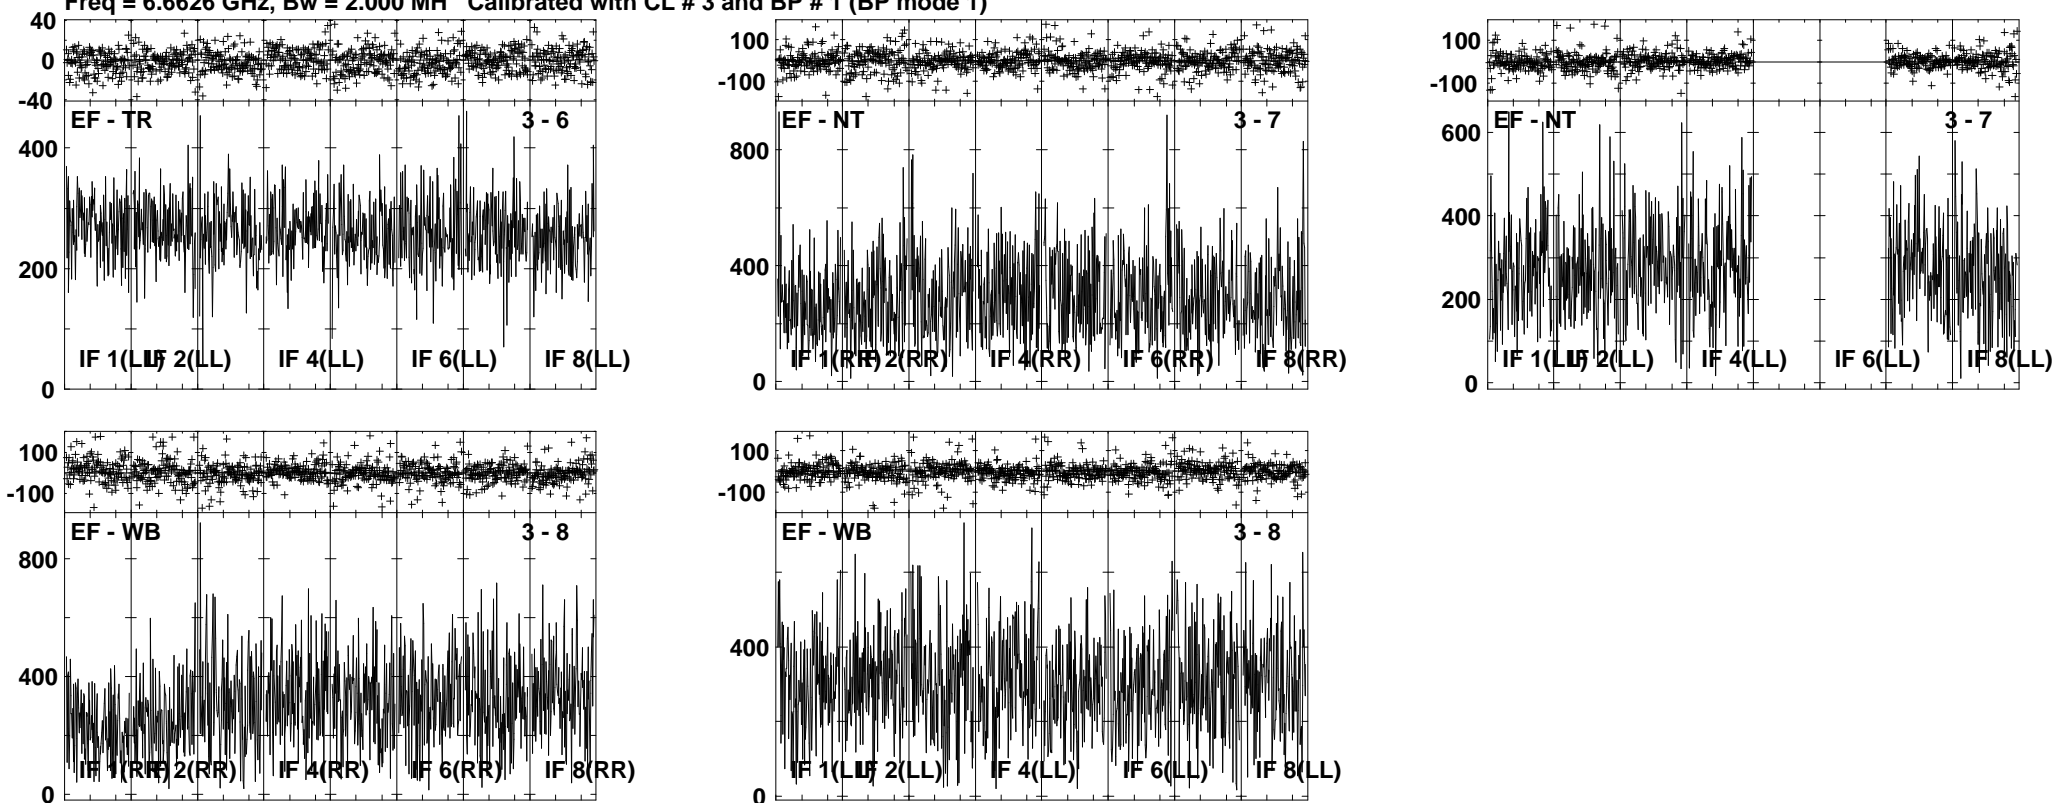 Freq = 6.6626 GHz, Bw = 2.000 MH Calibrated with CL # 3 and BP # 1 (BP mode 1)
40
0
-40
EF - TR 3 - 6
400
200
0
IF 1(LL) IF 2(LL) IF 4(LL) IF 6(LL) IF 8(LL)
100
-100
EF - NT 3 - 7
800
400
0
IF 1(RR) IF 2(RR) IF 4(RR) IF 6(RR) IF 8(RR)
100
-100
EF - NT 3 - 7
600
400
200
0
IF 1(LL) IF 2(LL) IF 4(LL) IF 6(LL) IF 8(LL)
100
-100
EF - WB 3 - 8
800
400
0
IF 1(RR) IF 2(RR) IF 4(RR) IF 6(RR) IF 8(RR)
100
-100
EF - WB 3 - 8
400
0
IF 1(LL) IF 2(LL) IF 4(LL) IF 6(LL) IF 8(LL)